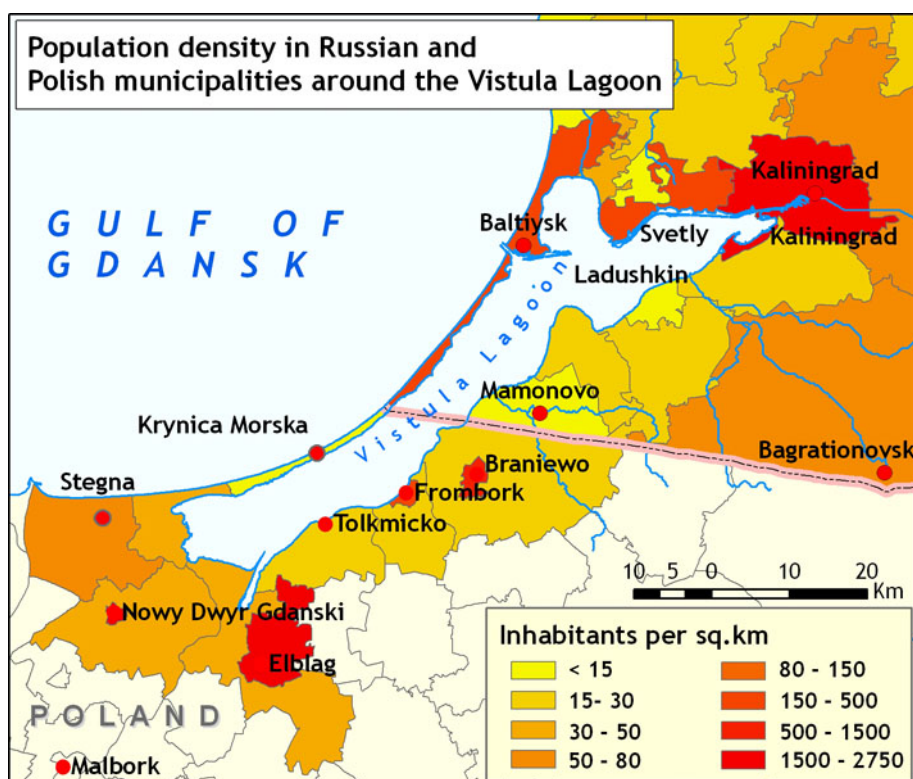 Population density in Russian and
Polish municipalities around the Vistula Lagoon
GULF OF
GDANSK
Kaliningrad
Baltiysk
Svetly
Kaliningrad
Ladushkin
Vistula Lagoon
Mamonovo
Krynica Morska
Bagrationovsk
Braniewo
Stegna
Frombork
Tolkmicko
10 0 10 20
Km
Nowy Dwyr Gdanski
Elblag
POLAND
Malbork
Inhabitants per sq.km
< 15
15- 30
30 - 50
50 - 80
80 - 150
150 - 500
500 - 1500
1500 - 2750